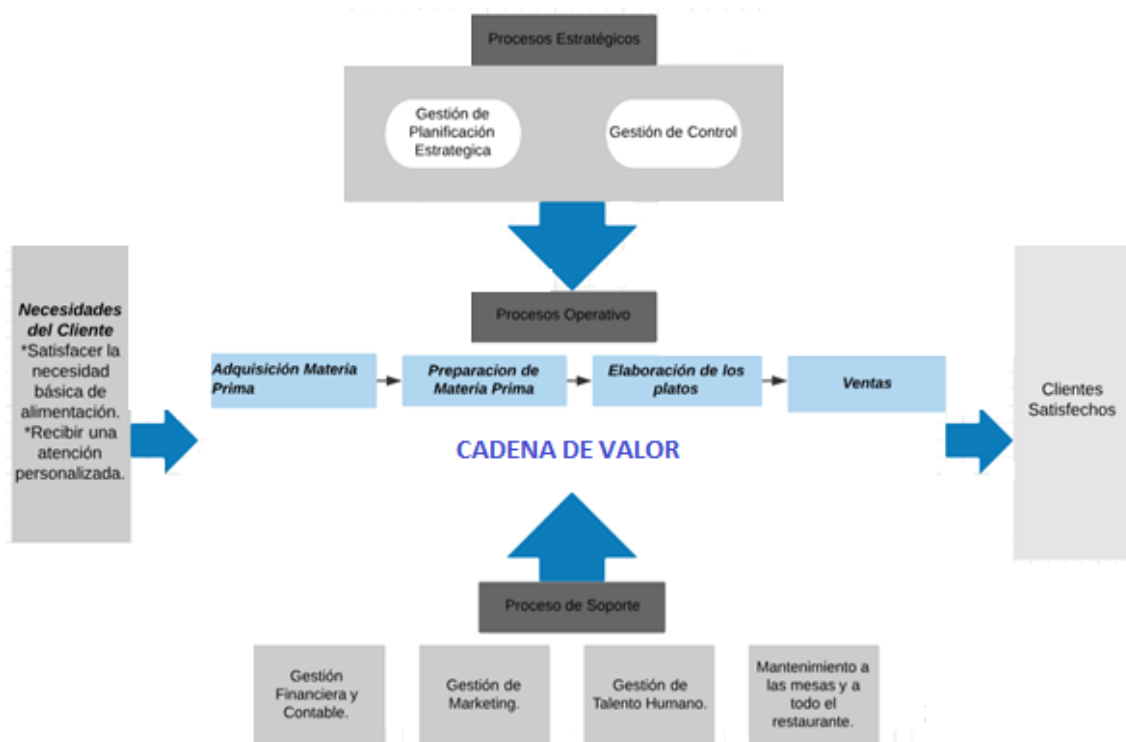 Procesos Estratégicos
Gestión de
Planificación
Estrategica
Gestión de Control
Necesidades
del Cliente
*Satisfacer la
necesidad
básica de
alimentación.
*Recibir una
atención
personalizada.
Procesos Operativo
Adquisición Materia
Prima
Preparacion de
Materia Prima
Elaboración de los
platos
Ventas
CADENA DE VALOR
Clientes
Satisfechos
Proceso de Soporte
Gestión
Financiera y
Contable.
Gestión de
Marketing.
Gestión de
Talento Humano.
Mantenimiento a
las mesas y a
todo el
restaurante.